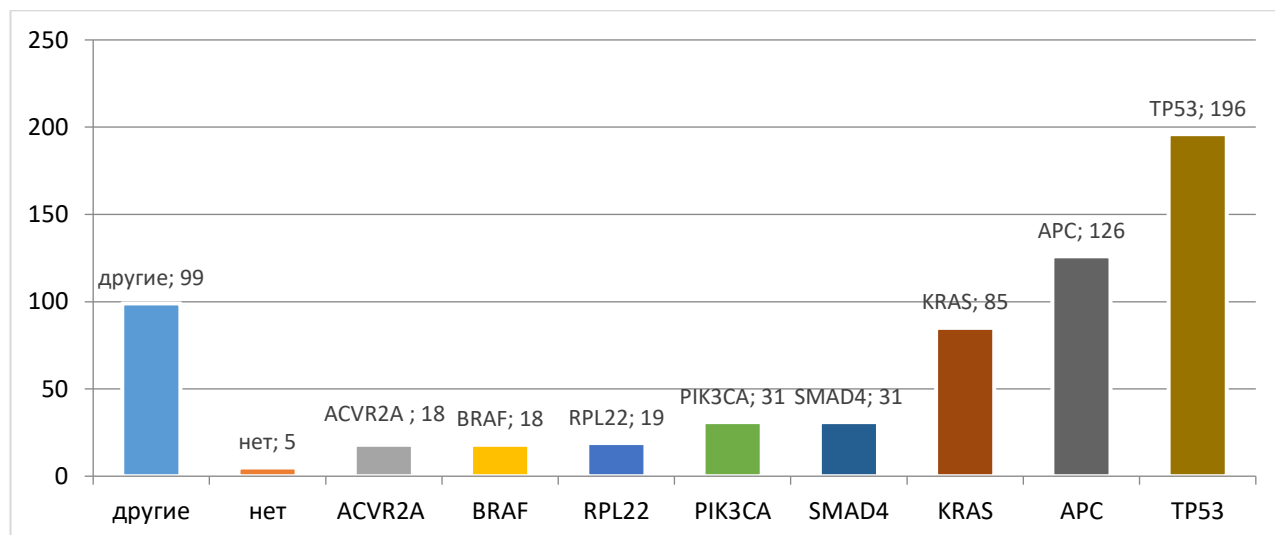 250
200
150
100
50
0
другие; 99
нет; 5
ACVR2A ; 18
BRAF; 18
RPL22; 19
PIK3CA; 31
SMAD4; 31
KRAS; 85
APC; 126
TP53; 196
другие
нет
ACVR2A
BRAF
RPL22
PIK3CA
SMAD4
KRAS
APC
TP53